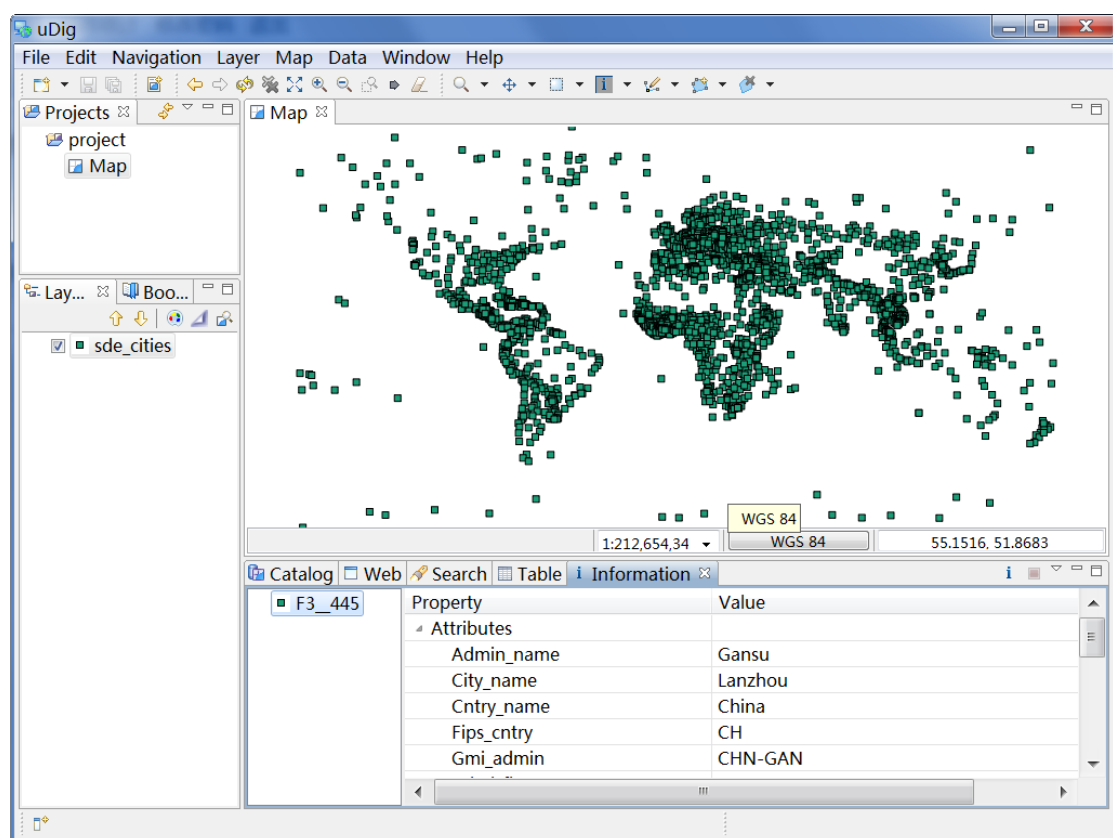 uDig
File Edit Navigation Layer Map Data Window Help
Projects
project
Map
Lay... Boo...
sde_cities
Map
WGS 84
1:212,654,34 WGS 84 55.1516, 51.8683
Catalog Web Search Table Information
F3__445
Property Value
Attributes
Admin_name Gansu
City_name Lanzhou
Cntry_name China
Fips_cntry CH
Gmi_admin CHN-GAN